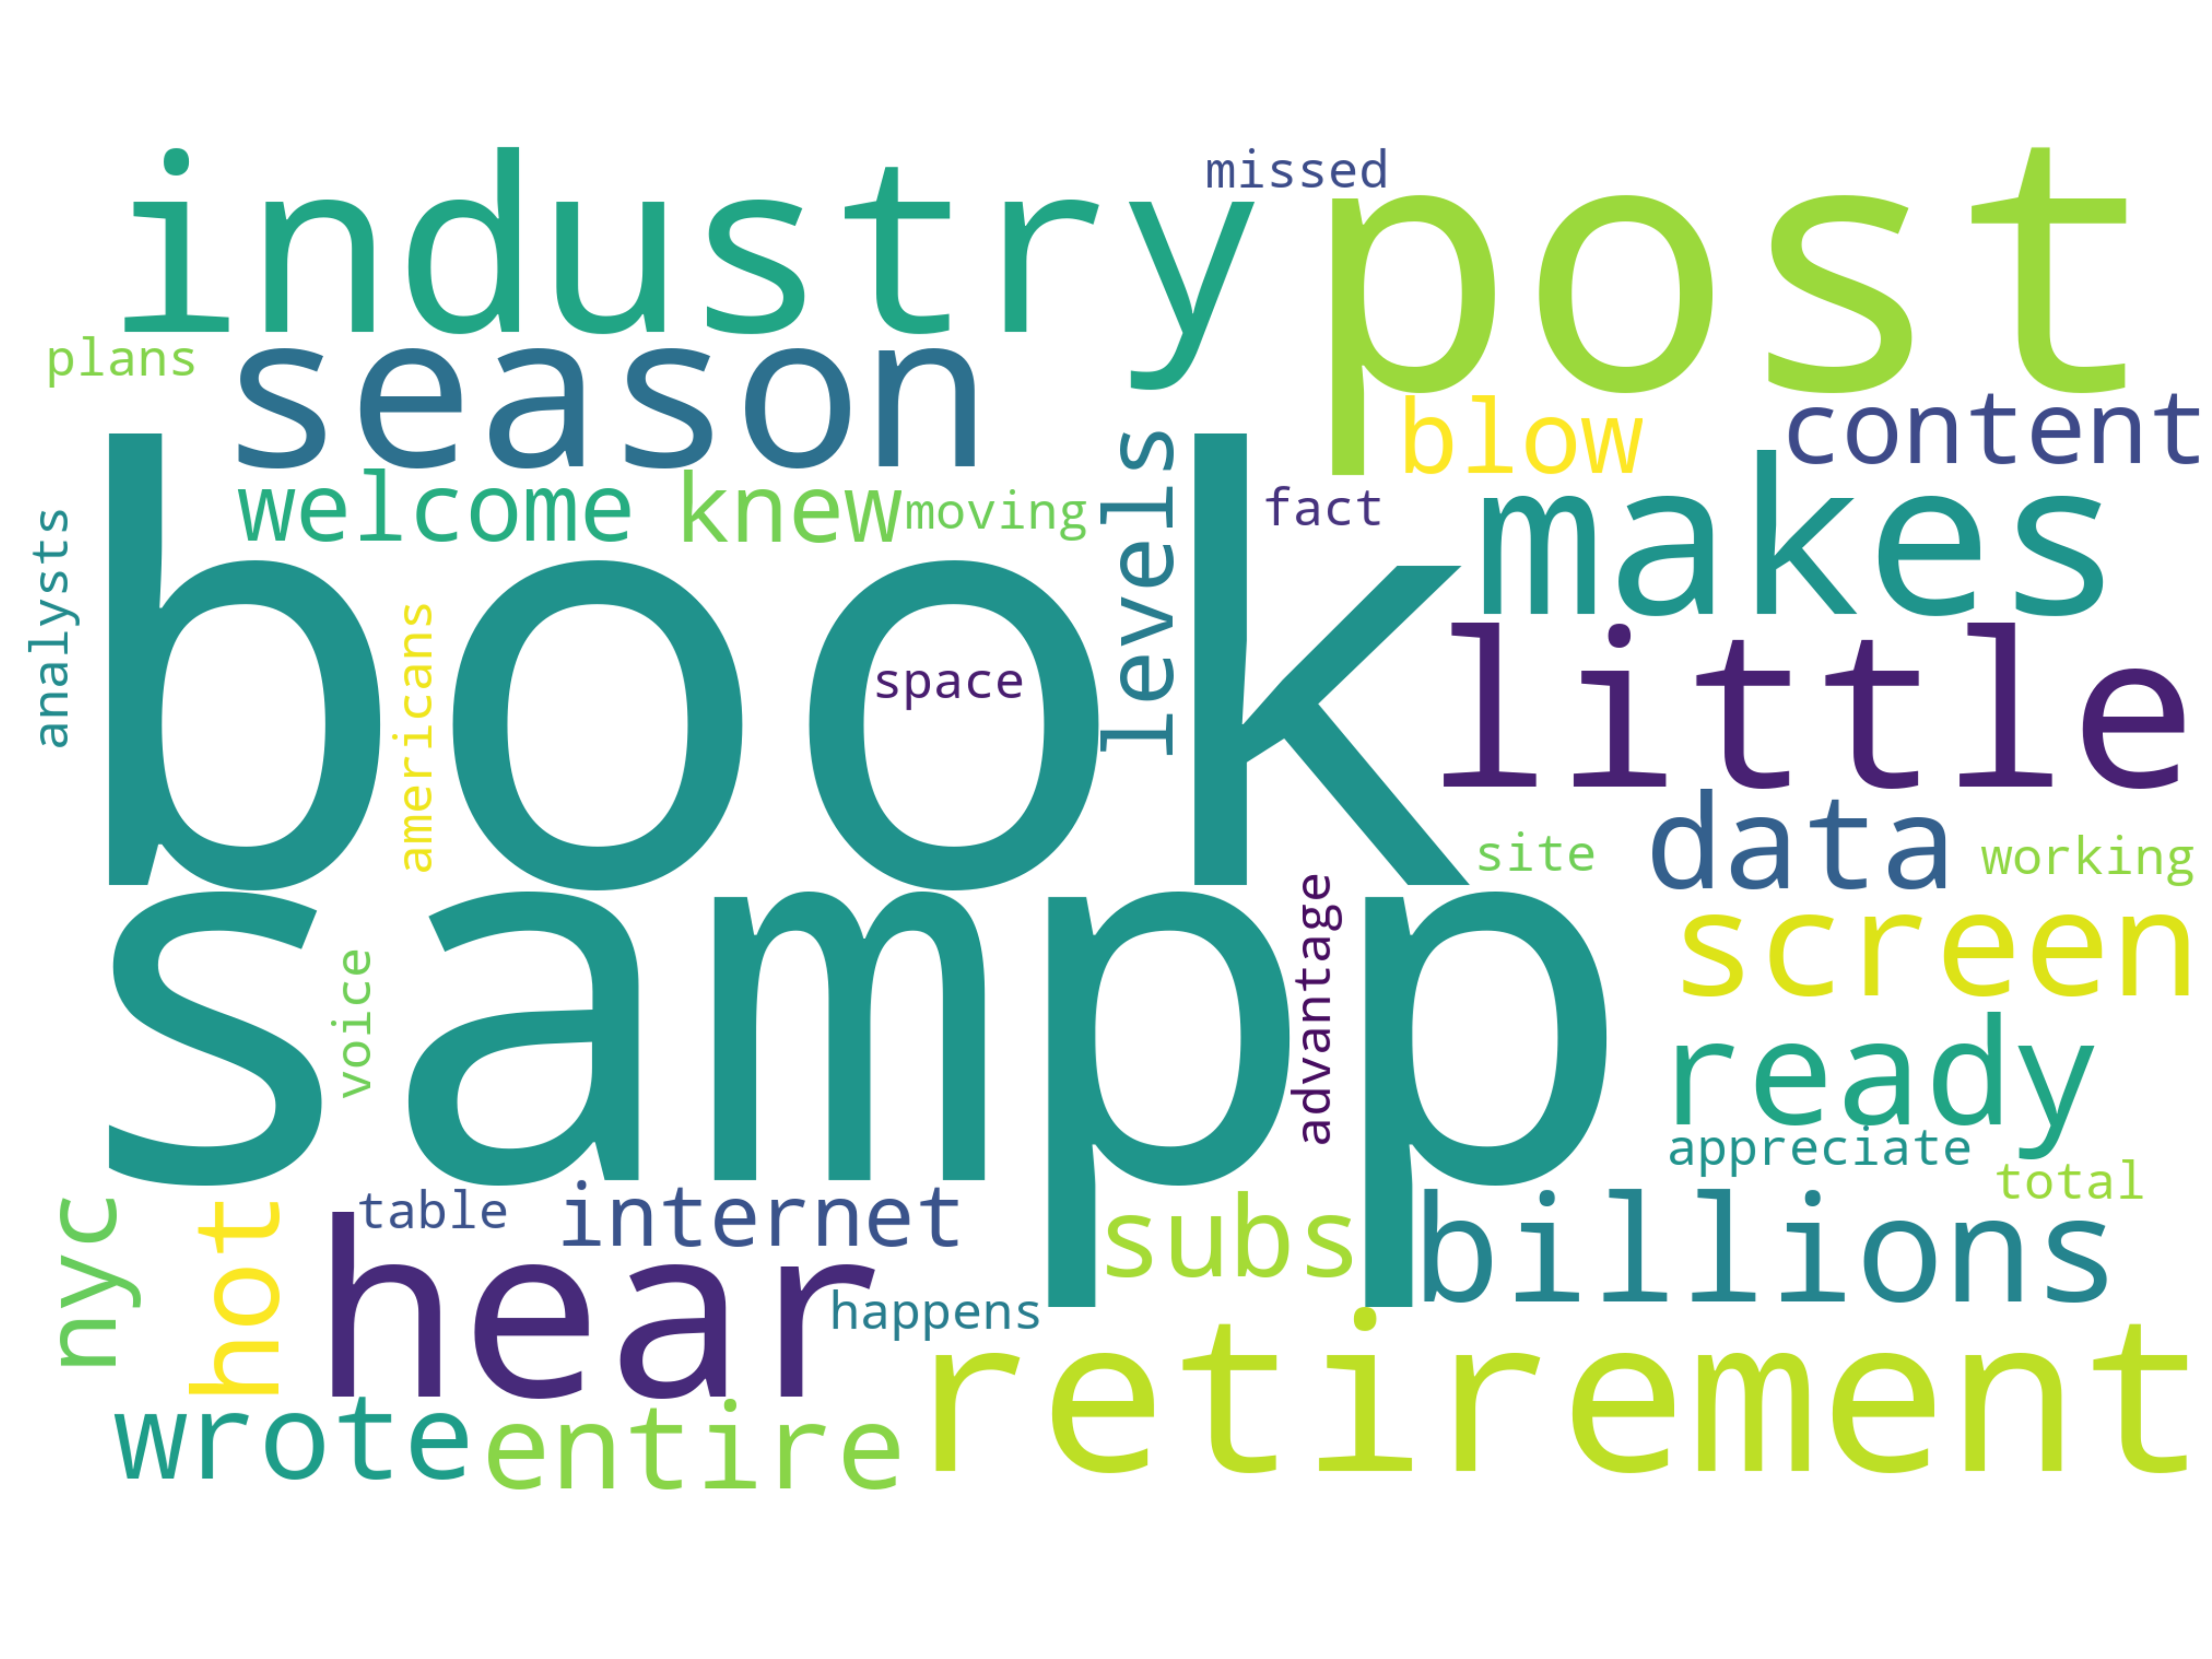 missed
industry
post
plans
season
blow
content
welcome
knew
moving
levels
fact
makes
analysts
book
americans
space
little
data
site
working
sampp
voice
advantage
screen
ready
appreciate
total
nyc
hot
table
internet
subs
billions
hear
happens
retirement
wrote
entire